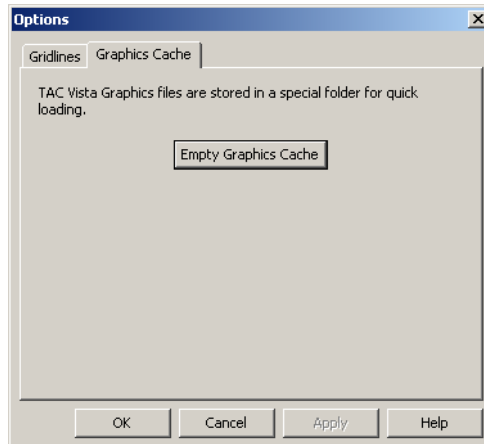 Options
Gridlines Graphics Cache
TAC Vista Graphics files are stored in a special folder for quick
loading.
Empty Graphics Cache
OK Cancel Apply Help